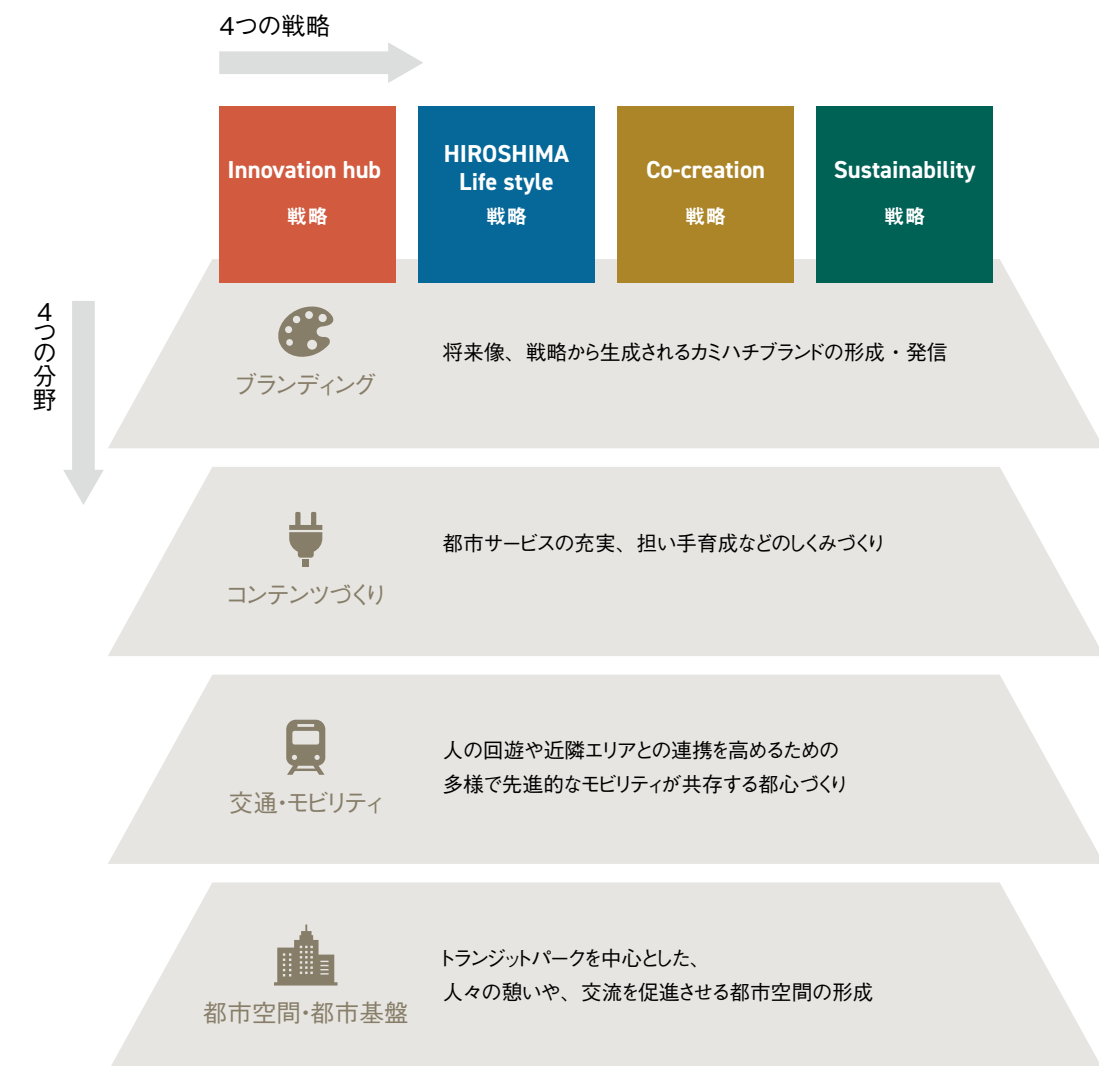 4つの戦略
Innovation hub
戦略
HIROSHIMA
Life style
戦略
Co-creation
戦略
Sustainability
戦略
4つの分野
ブランディング
将来像、戦略から生成されるカミハチブランドの形成・発信
コンテンツづくり
都市サービスの充実、担い手育成などのしくみづくり
交通・モビリティ
人の回遊や近隣エリアとの連携を高めるための
多様で先進的なモビリティが共存する都心づくり
都市空間・都市基盤
トランジットパークを中心とした、
人々の憩いや、交流を促進させる都市空間の形成